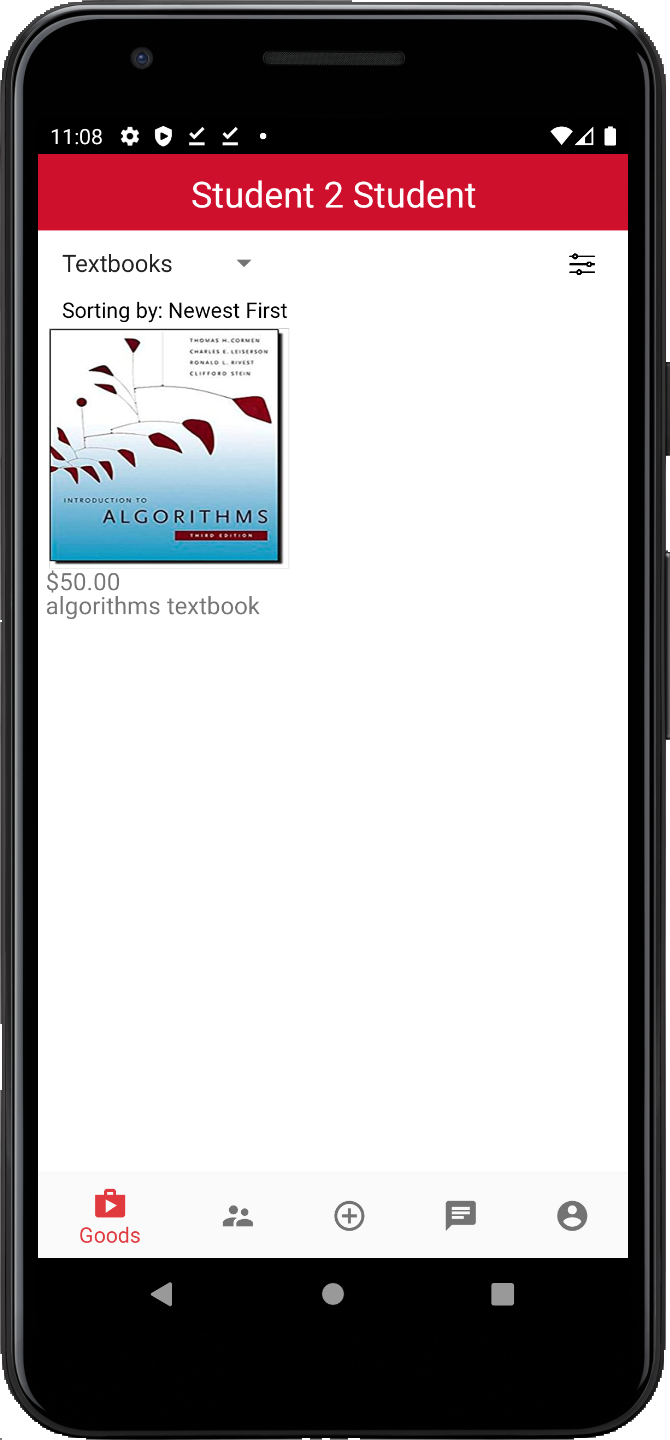 11:08
Student 2 Student
Textbooks
Sorting by: Newest First
THOMAS H. CORMEN
CHARLES E. LEISERSON
RONALD L. RIVEST
CLIFFORD STEIN
INTRODUCTION TO
ALGORITHMS
THIRD EDITION
$50.00
algorithms textbook
Goods